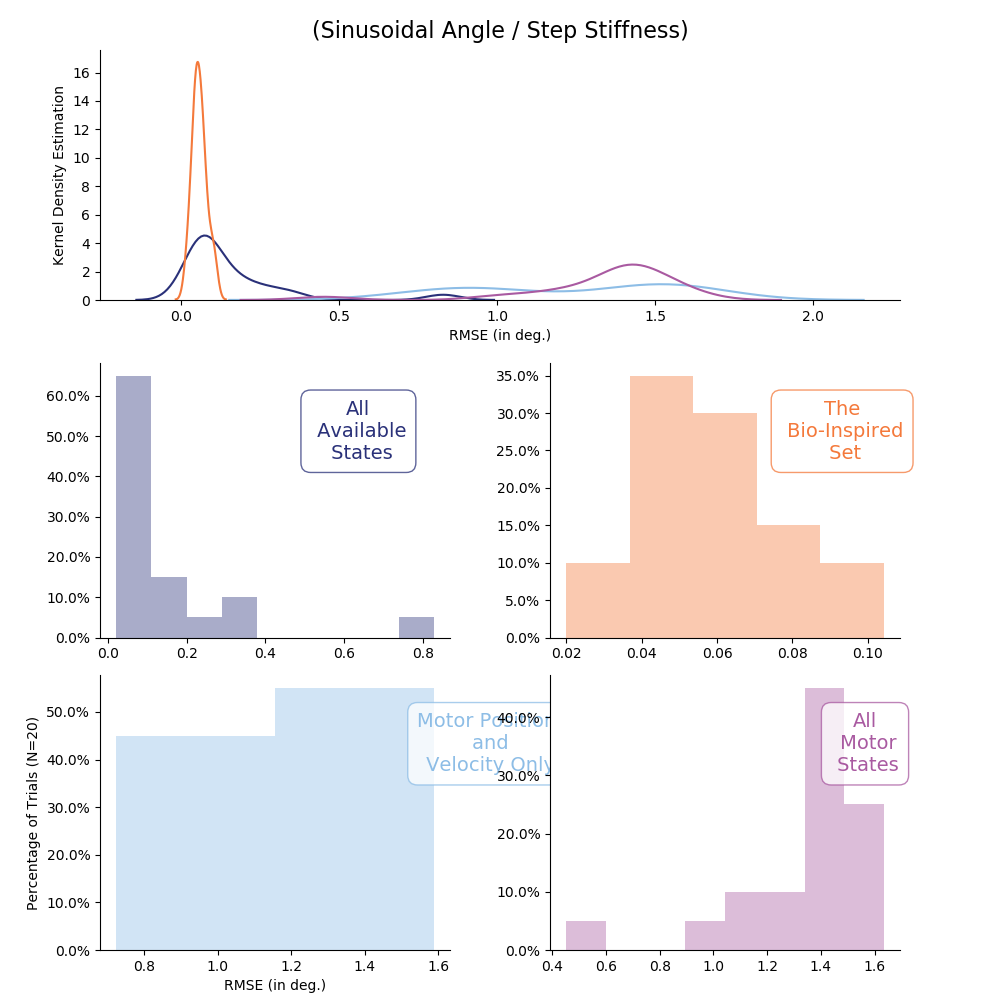 (Sinusoidal Angle / Step Stiffness)
16
14
12
10
8
6
4
2
0
Kernel Density Estimation
0.0 0.5 1.0 1.5 2.0
RMSE (in deg.)
60.0%
50.0%
40.0%
30.0%
20.0%
10.0%
0.0%
0.0 0.2 0.4 0.6 0.8
All
Available
States
35.0%
30.0%
25.0%
20.0%
15.0%
10.0%
5.0%
0.0%
0.02 0.04 0.06 0.08 0.10
The
Bio-Inspired
Set
Percentage of Trials (N=20)
50.0%
40.0%
30.0%
20.0%
10.0%
0.0%
0.8 1.0 1.2 1.4 1.6
RMSE (in deg.)
Motor Position
and
Velocity Only
40.0%
30.0%
20.0%
10.0%
0.0%
0.4 0.6 0.8 1.0 1.2 1.4 1.6
All
Motor
States